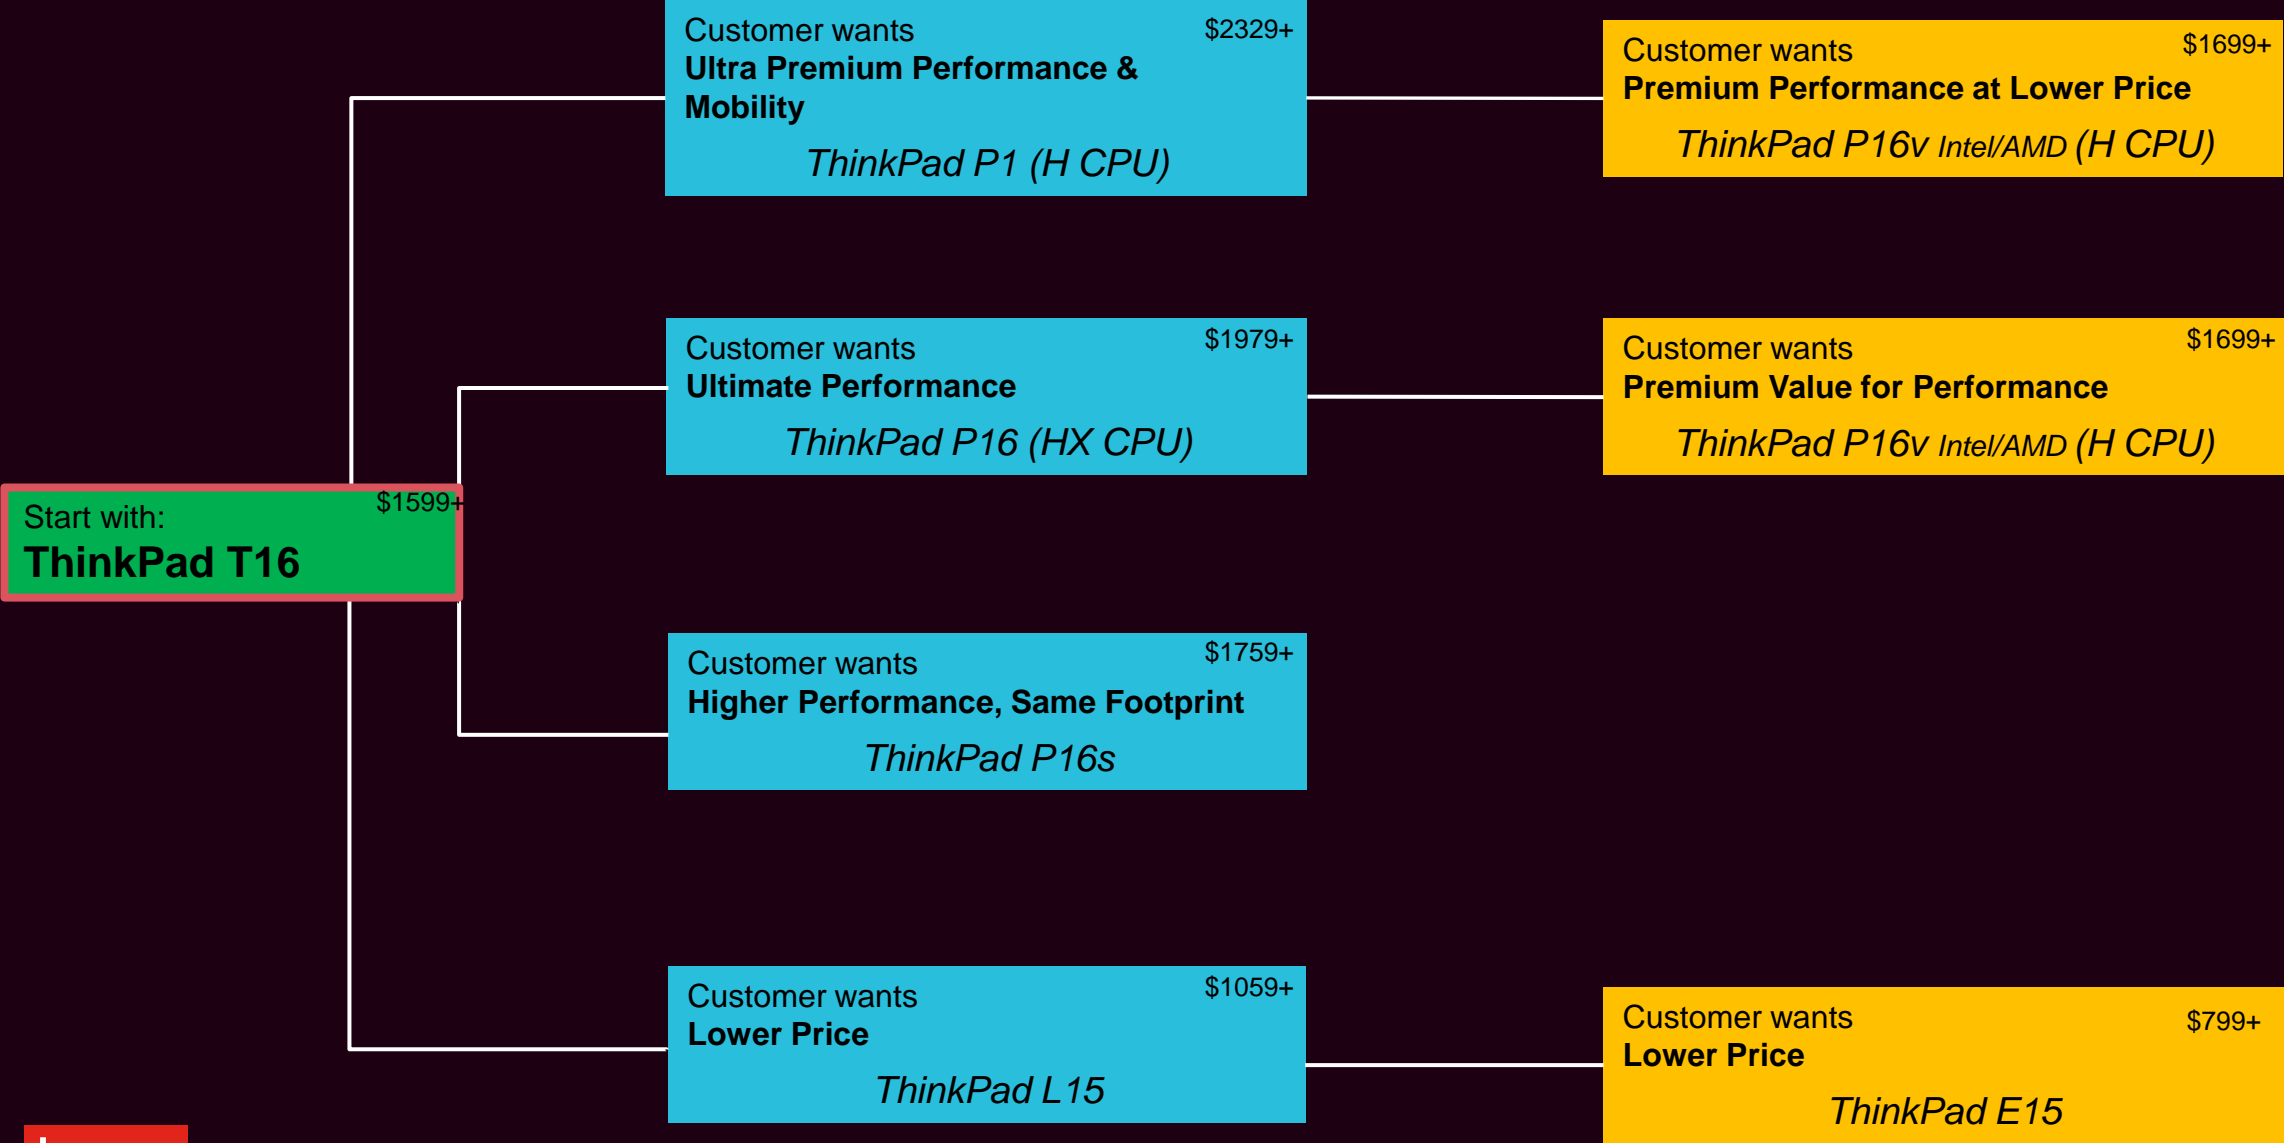 Customer wants
$2329+
Ultra Premium Performance &
Mobility
ThinkPad P1 (H CPU)
Customer wants
$1699+
Premium Performance at Lower Price
ThinkPad P16v Intel/AMD (H CPU)
Customer wants
$1979+
Ultimate Performance
ThinkPad P16 (HX CPU)
Customer wants
$1699+
Premium Value for Performance
ThinkPad P16v Intel/AMD (H CPU)
Start with:
$1599+
ThinkPad T16
Customer wants
$1759+
Higher Performance, Same Footprint
ThinkPad P16s
Customer wants
$1059+
Lower Price
ThinkPad L15
Customer wants
$799+
Lower Price
ThinkPad E15